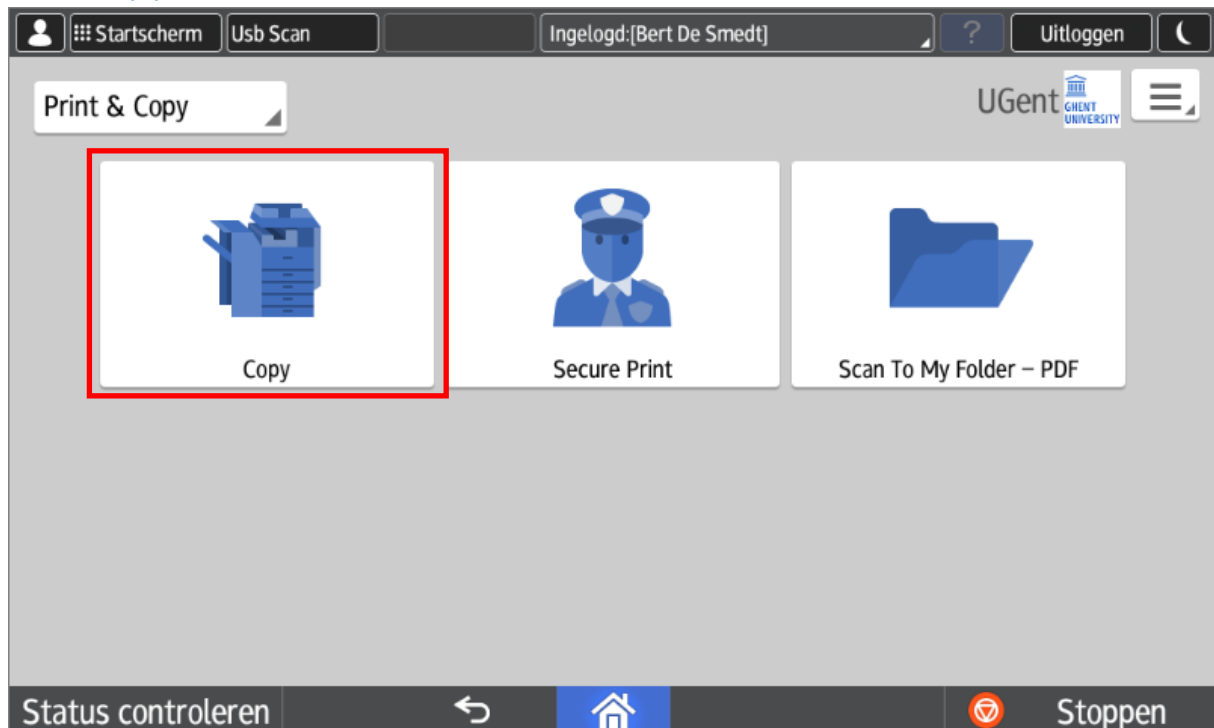 Startscherm
Usb Scan
Ingelogd:[Bert De Smedt]
?
Uitloggen
Print & Copy
UGent
GHENT
UNIVERSITY
Copy
Secure Print
Scan To My Folder – PDF
Status controleren
Stoppen